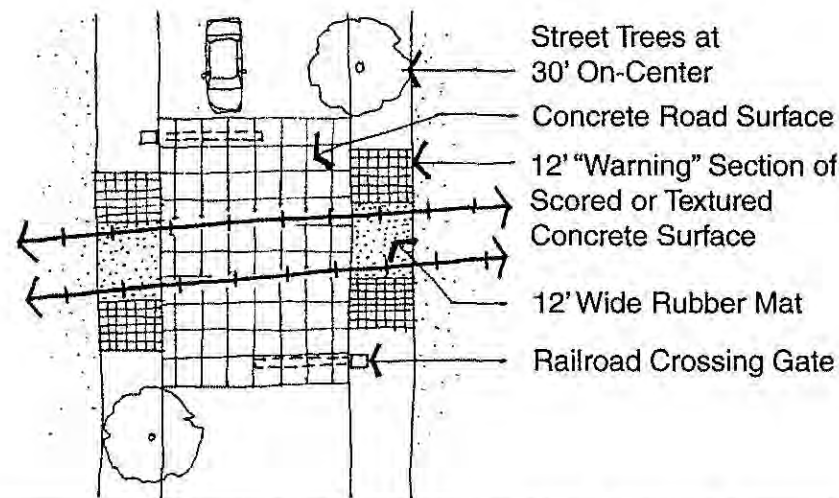 Street Trees at
30' On-Center
Concrete Road Surface
12' "Warning" Section of
Scored or Textured
Concrete Surface
12' Wide Rubber Mat
Railroad Crossing Gate